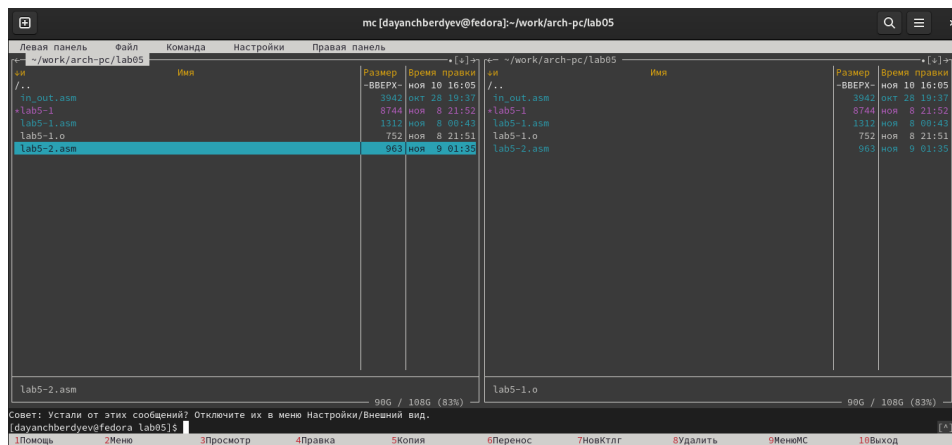 mc [dayanchberdyev@fedora]:~/work/arch-pc/lab05
Левая панель Файл Команда Настройки Правая панель
~/work/arch-pc/lab05 .[↓] ~/work/arch-pc/lab05 .[↓]
↓и Имя Размер Время правки ↓и Имя Размер Время правки
/.. -ВВЕРХ- ноя 10 16:05 /.. -ВВЕРХ- ноя 10 16:05
in_out.asm 3942 окт 28 19:37 in_out.asm 3942 окт 28 19:37
*lab5-1 8744 ноя 8 21:52 *lab5-1 8744 ноя 8 21:52
lab5-1.asm 1312 ноя 8 00:43 lab5-1.asm 1312 ноя 8 00:43
lab5-1.o 752 ноя 8 21:51 lab5-1.o 752 ноя 8 21:51
lab5-2.asm 963 ноя 9 01:35 lab5-2.asm 963 ноя 9 01:35
lab5-2.asm lab5-1.o
90G / 108G (83%) 90G / 108G (83%)
Совет: Устали от этих сообщений? Отключите их в меню Настройки/Внешний вид.
[dayanchberdyev@fedora lab05]$ [^]
1Помощь 2Меню 3Просмотр 4Правка 5Копия 6Перенос 7НовКтлг 8Удалить 9МенюМС 10Выход